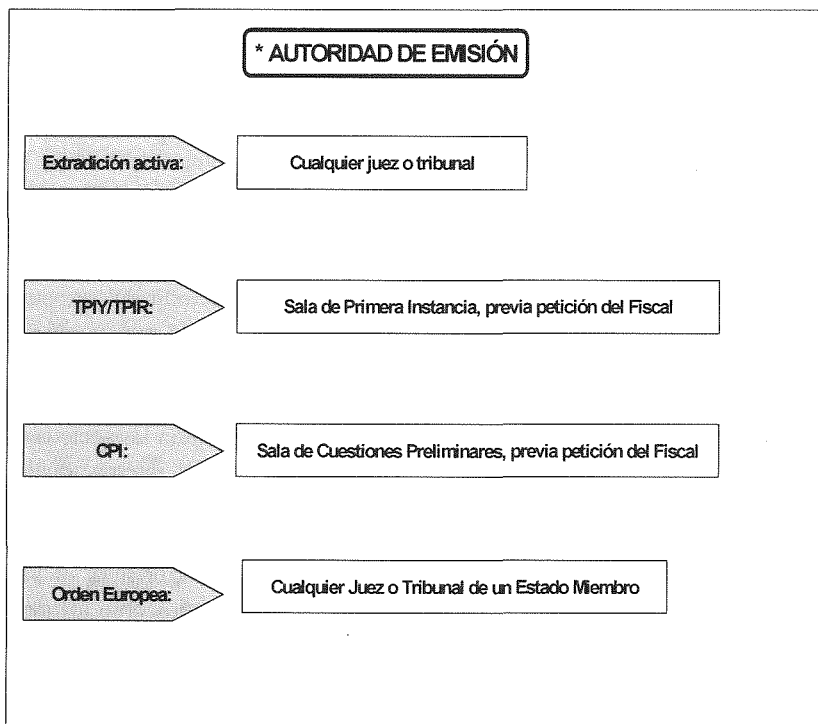 * AUTORIDAD DE EMISIÓN
Extradición activa:
Cualquier juez o tribunal
TPIY/TPIR:
Sala de Primera Instancia, previa petición del Fiscal
CPI:
Sala de Cuestiones Preliminares, previa petición del Fiscal
Orden Europea:
Cualquier Juez o Tribunal de un Estado Miembro